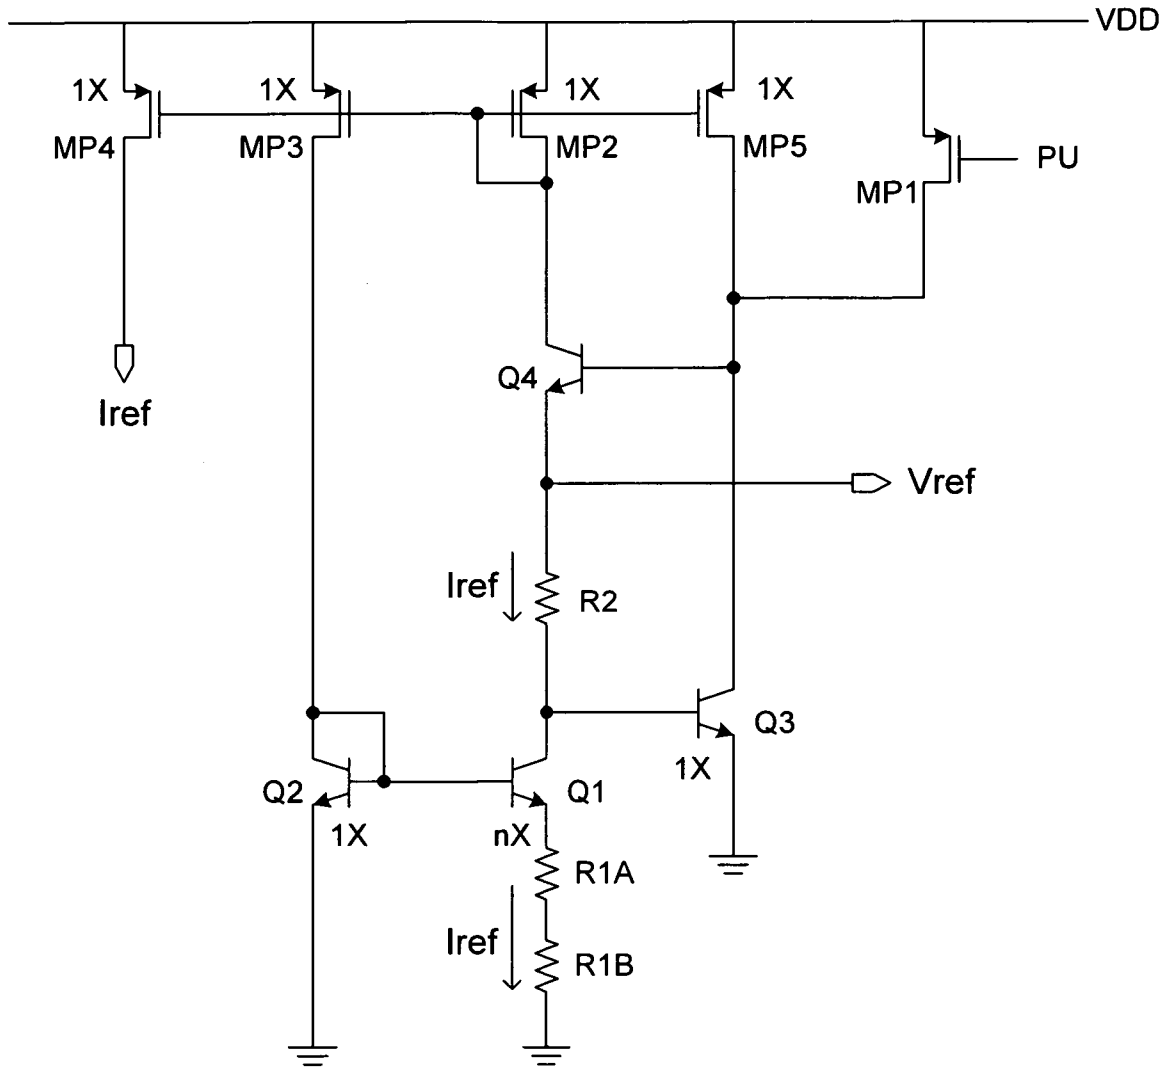 VDD
1X
1X
1X
1X
MP4
MP3
MP2
MP5
PU
MP1
Q4
Iref
Vref
Iref
R2
Q3
1X
Q2
Q1
1X
nX
R1A
Iref
R1B